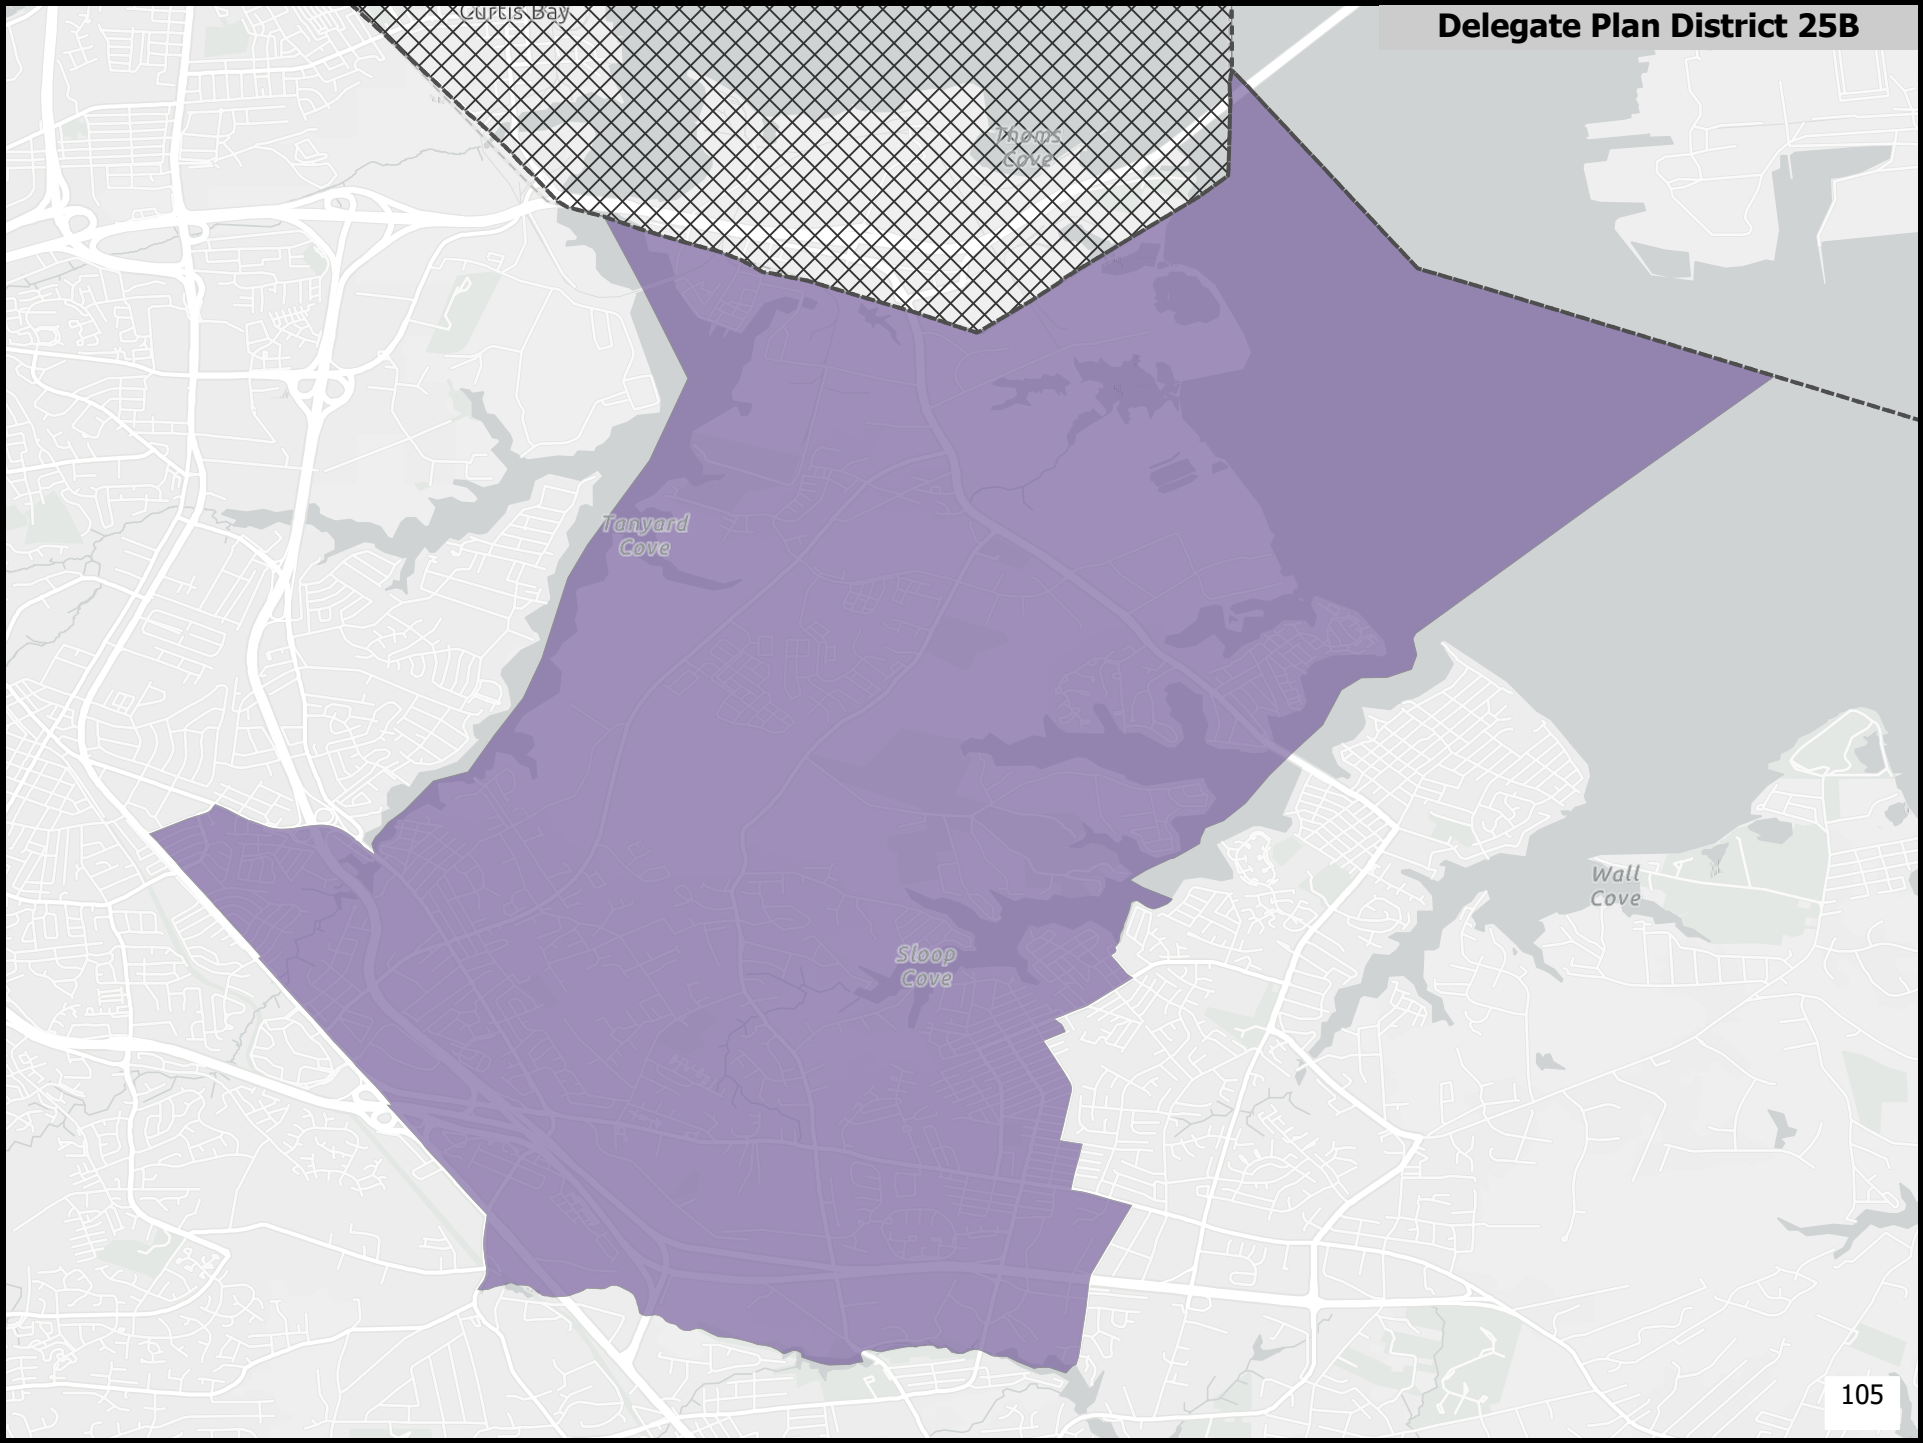 Curtis Bay
Delegate Plan District 25B
Thoms
Cove
Tanyard
Cove
Wall
Cove
Sloop
Cove
105